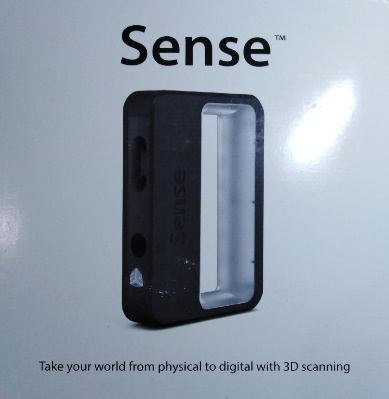 Sense™
Sense
Take your world from physical to digital with 3D scanning